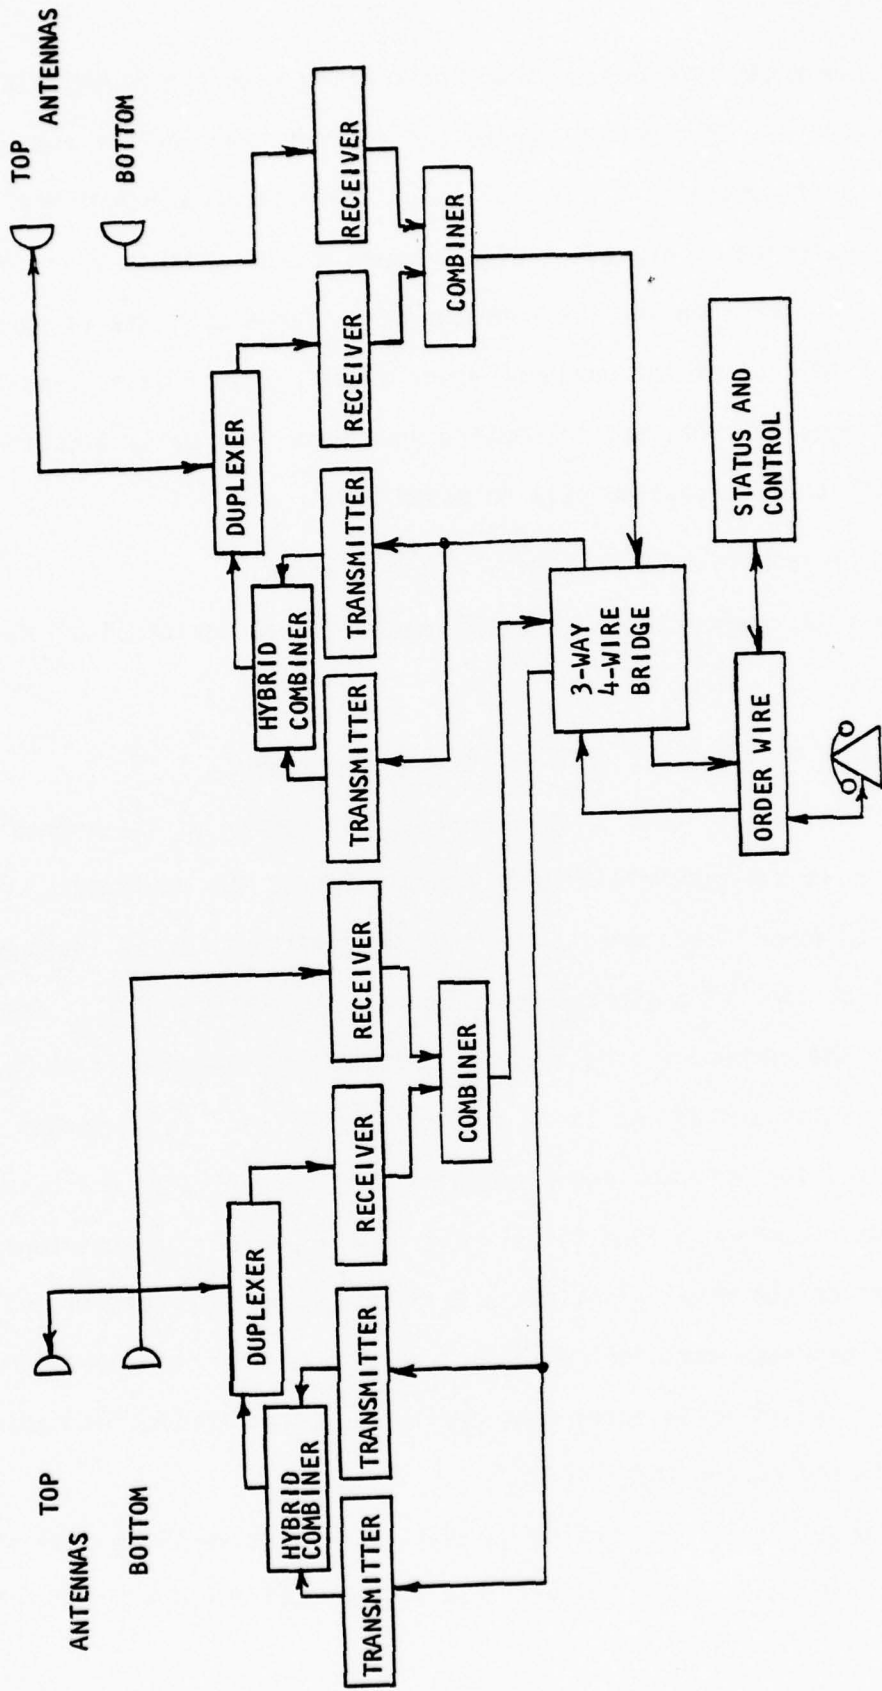 TOP
ANTENNAS
BOTTOM
DUPLEXER
HYBRID
COMBINER
TRANSMITTER
TRANSMITTER
RECEIVER
RECEIVER
COMBINER
TOP
ANTENNAS
BOTTOM
DUPLEXER
HYBRID
COMBINER
TRANSMITTER
TRANSMITTER
RECEIVER
RECEIVER
COMBINER
3-WAY
4-WIRE
BRIDGE
ORDER WIRE
STATUS AND
CONTROL